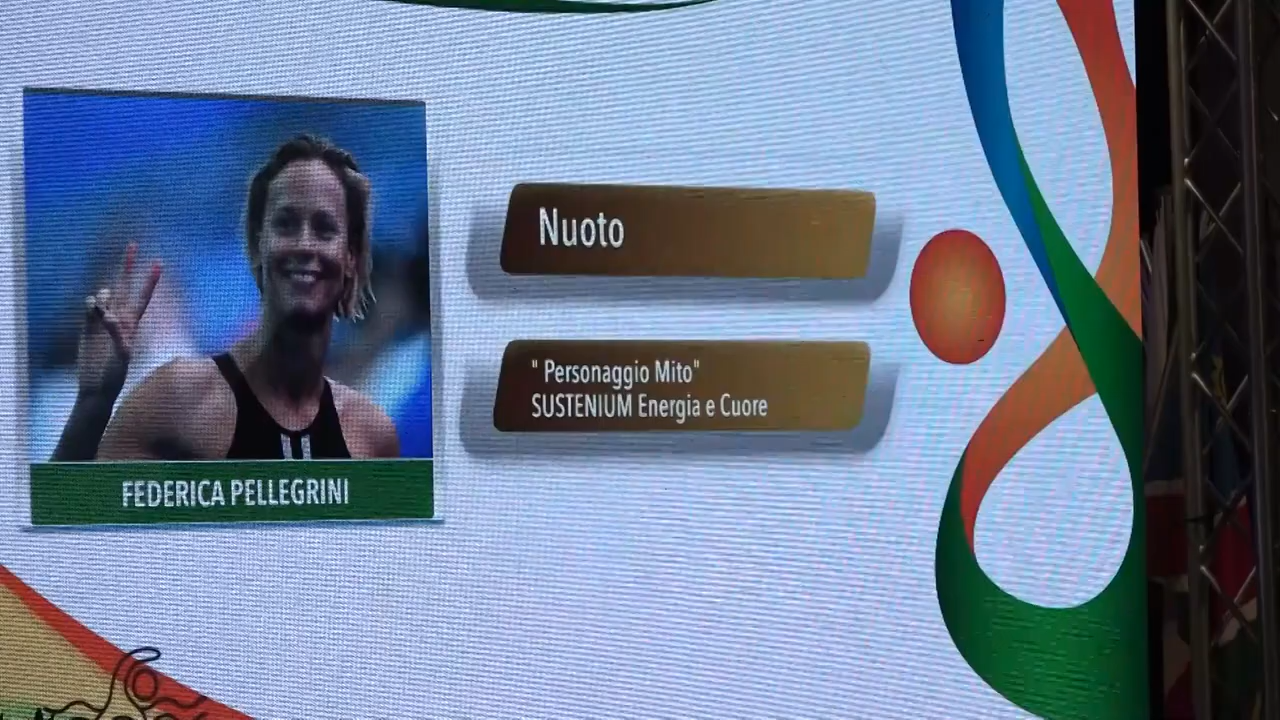 Nuoto
" Personaggio Mito"
SUSTENIUM Energia e Cuore
FEDERICA PELLEGRINI